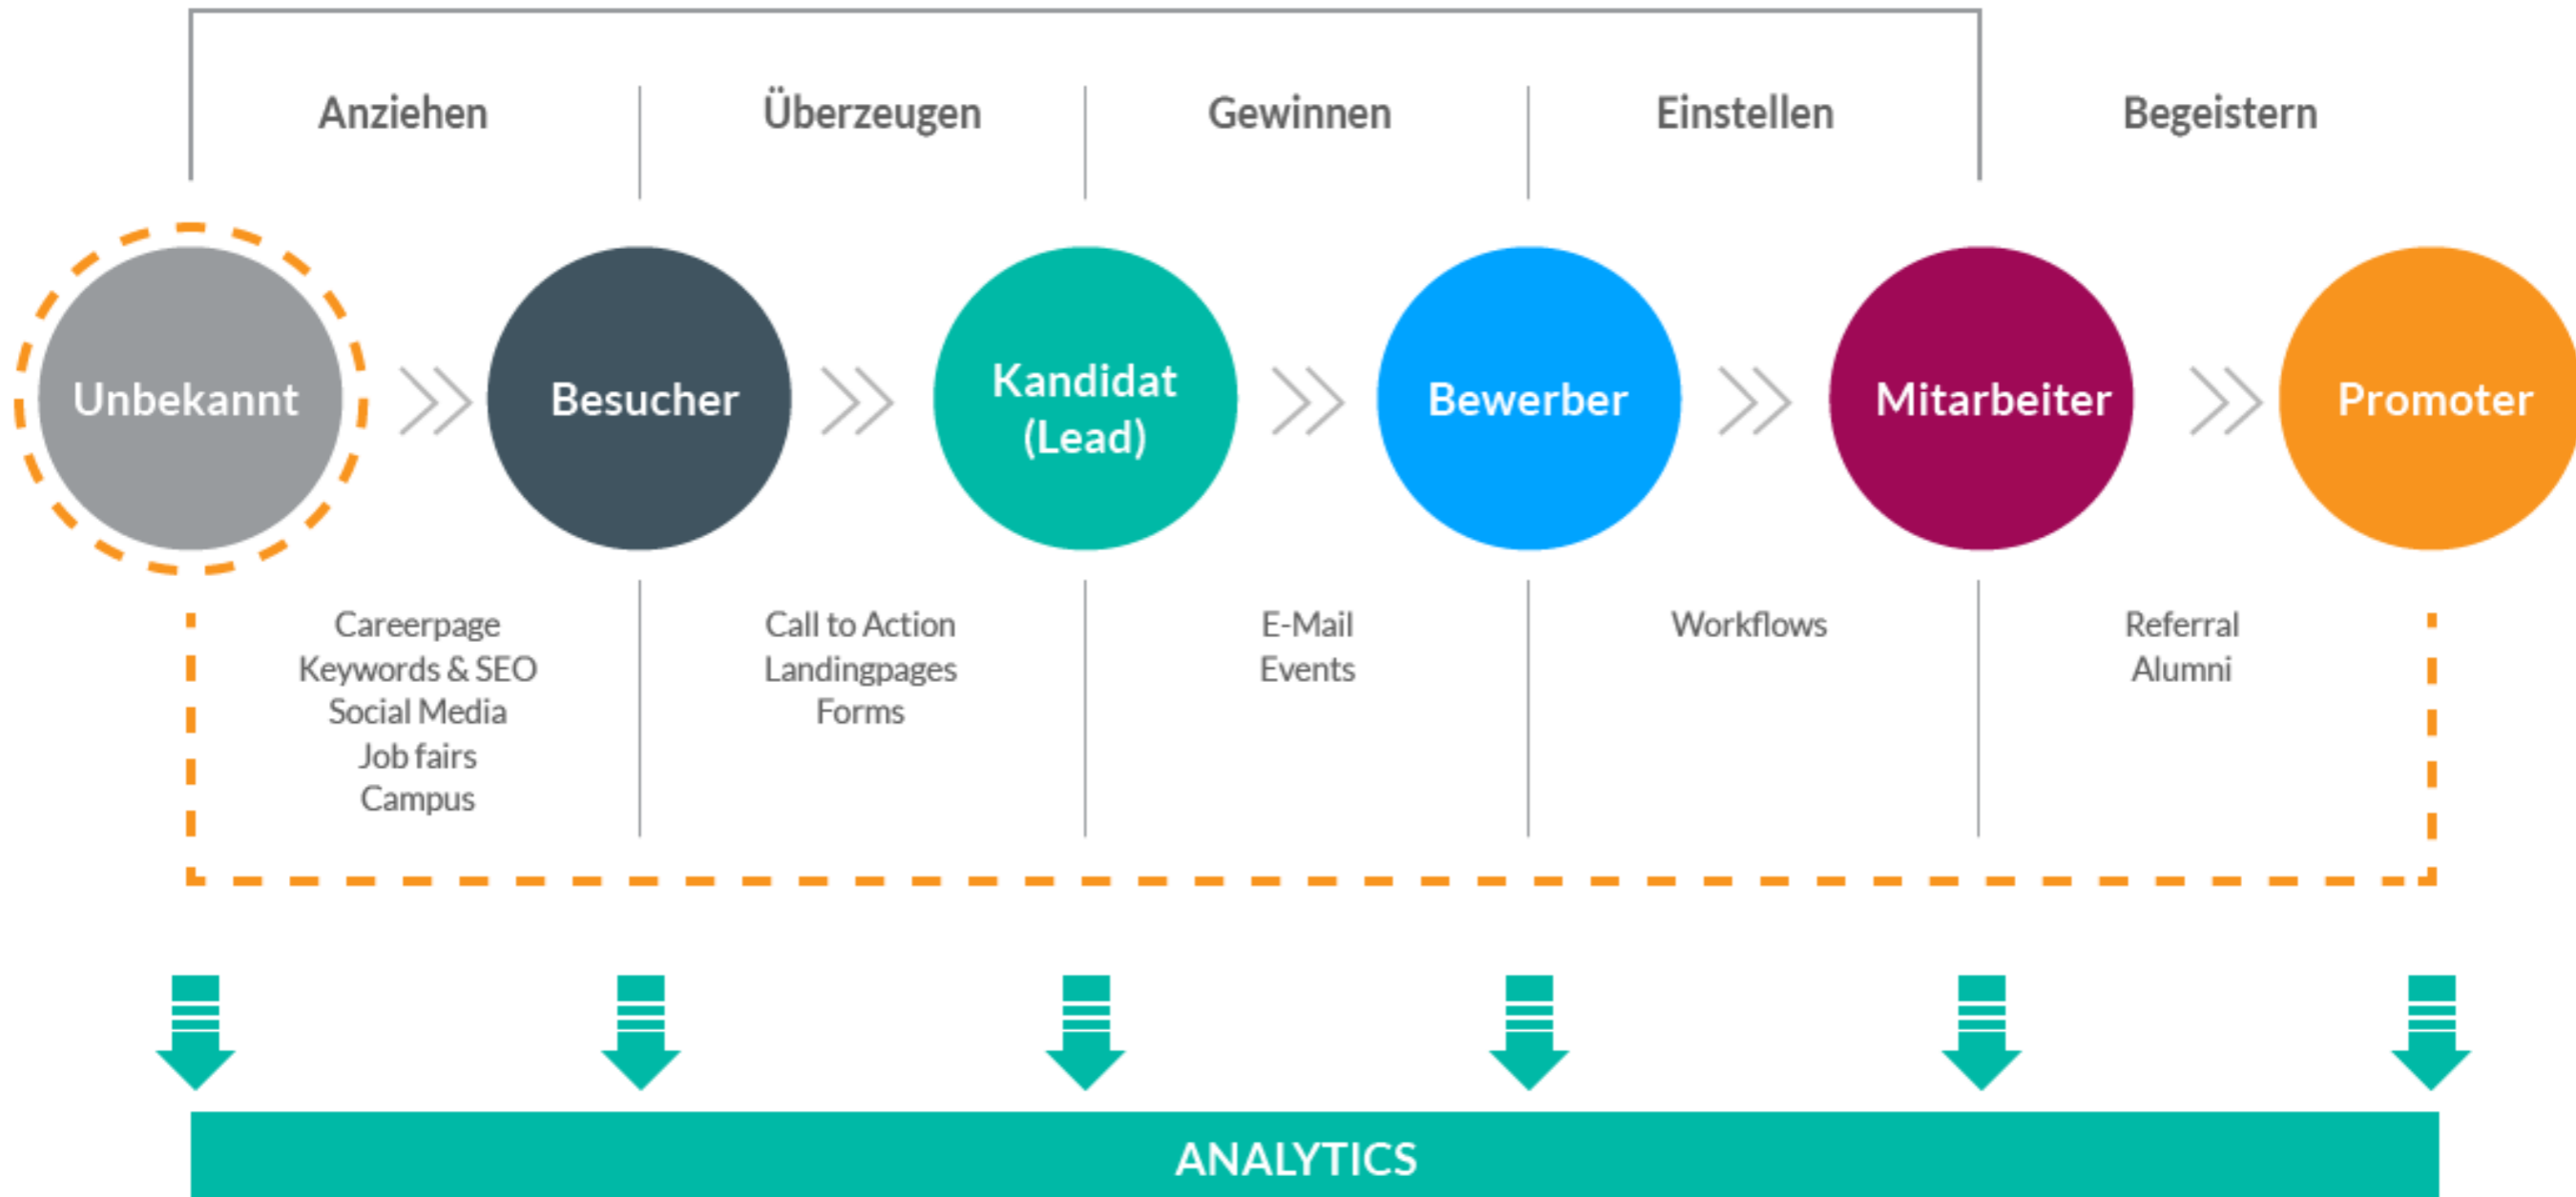 Anziehen
Überzeugen
Gewinnen
Einstellen
Begeistern
Unbekannt
Besucher
Kandidat
(Lead)
Bewerber
Mitarbeiter
Promoter
Careerpage
Keywords & SEO
Social Media
Job fairs
Campus
Call to Action
Landingpages
Forms
E-Mail
Events
Workflows
Referral
Alumni
ANALYTICS